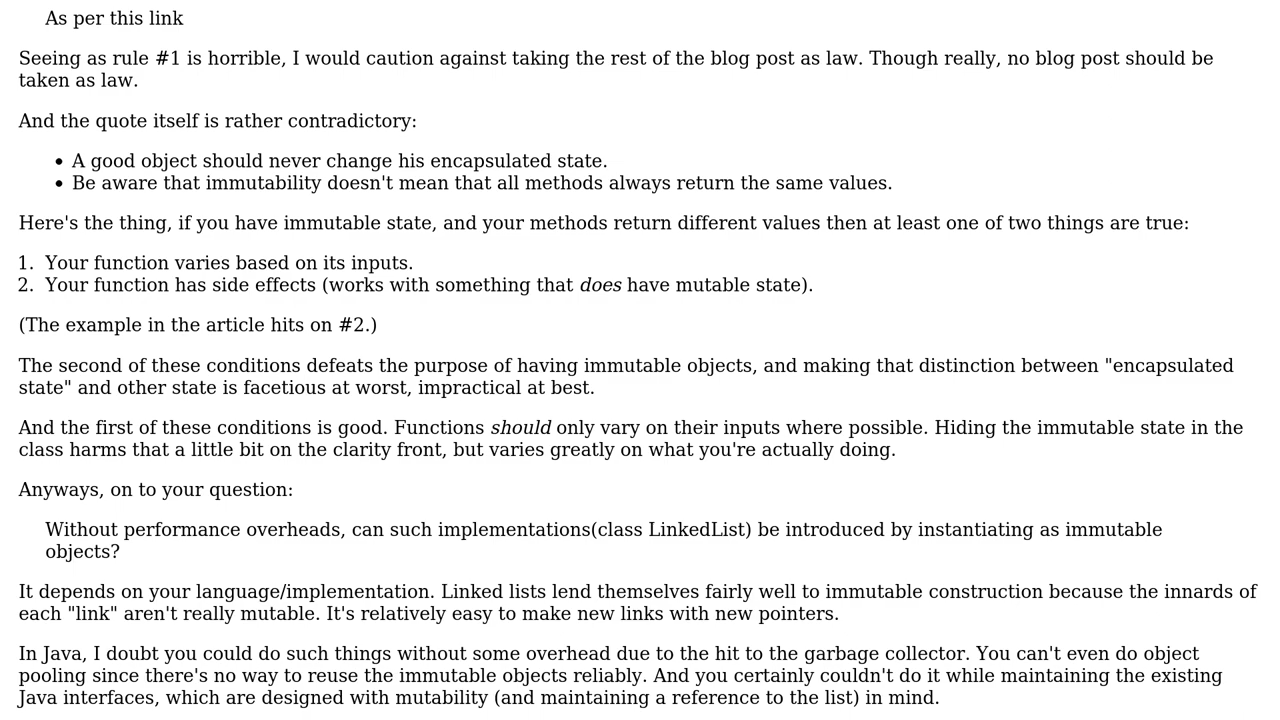 As per this link
Seeing as rule #1 is horrible, I would caution against taking the rest of the blog post as law. Though really, no blog post should be
taken as law.
And the quote itself is rather contradictory:
• A good object should never change his encapsulated state.
• Be aware that immutability doesn't mean that all methods always return the same values.
Here's the thing, if you have immutable state, and your methods return different values then at least one of two things are true:
1. Your function varies based on its inputs.
2. Your function has side effects (works with something that does have mutable state).
(The example in the article hits on #2.)
The second of these conditions defeats the purpose of having immutable objects, and making that distinction between "encapsulated
state" and other state is facetious at worst, impractical at best.
And the first of these conditions is good. Functions should only vary on their inputs where possible. Hiding the immutable state in the
class harms that a little bit on the clarity front, but varies greatly on what you're actually doing.
Anyways, on to your question:
Without performance overheads, can such implementations(class LinkedList) be introduced by instantiating as immutable
objects?
It depends on your language/implementation. Linked lists lend themselves fairly well to immutable construction because the innards of
each "link" aren't really mutable. It's relatively easy to make new links with new pointers.
In Java, I doubt you could do such things without some overhead due to the hit to the garbage collector. You can't even do object
pooling since there's no way to reuse the immutable objects reliably. And you certainly couldn't do it while maintaining the existing
Java interfaces, which are designed with mutability (and maintaining a reference to the list) in mind.